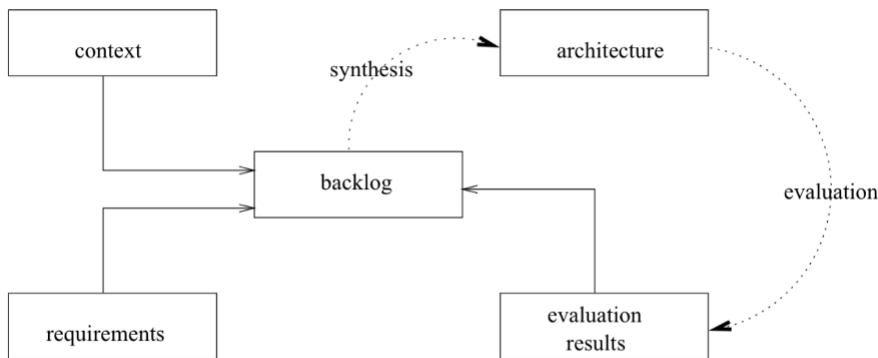 context
architecture
synthesis
backlog
evaluation
requirements
evaluation
results